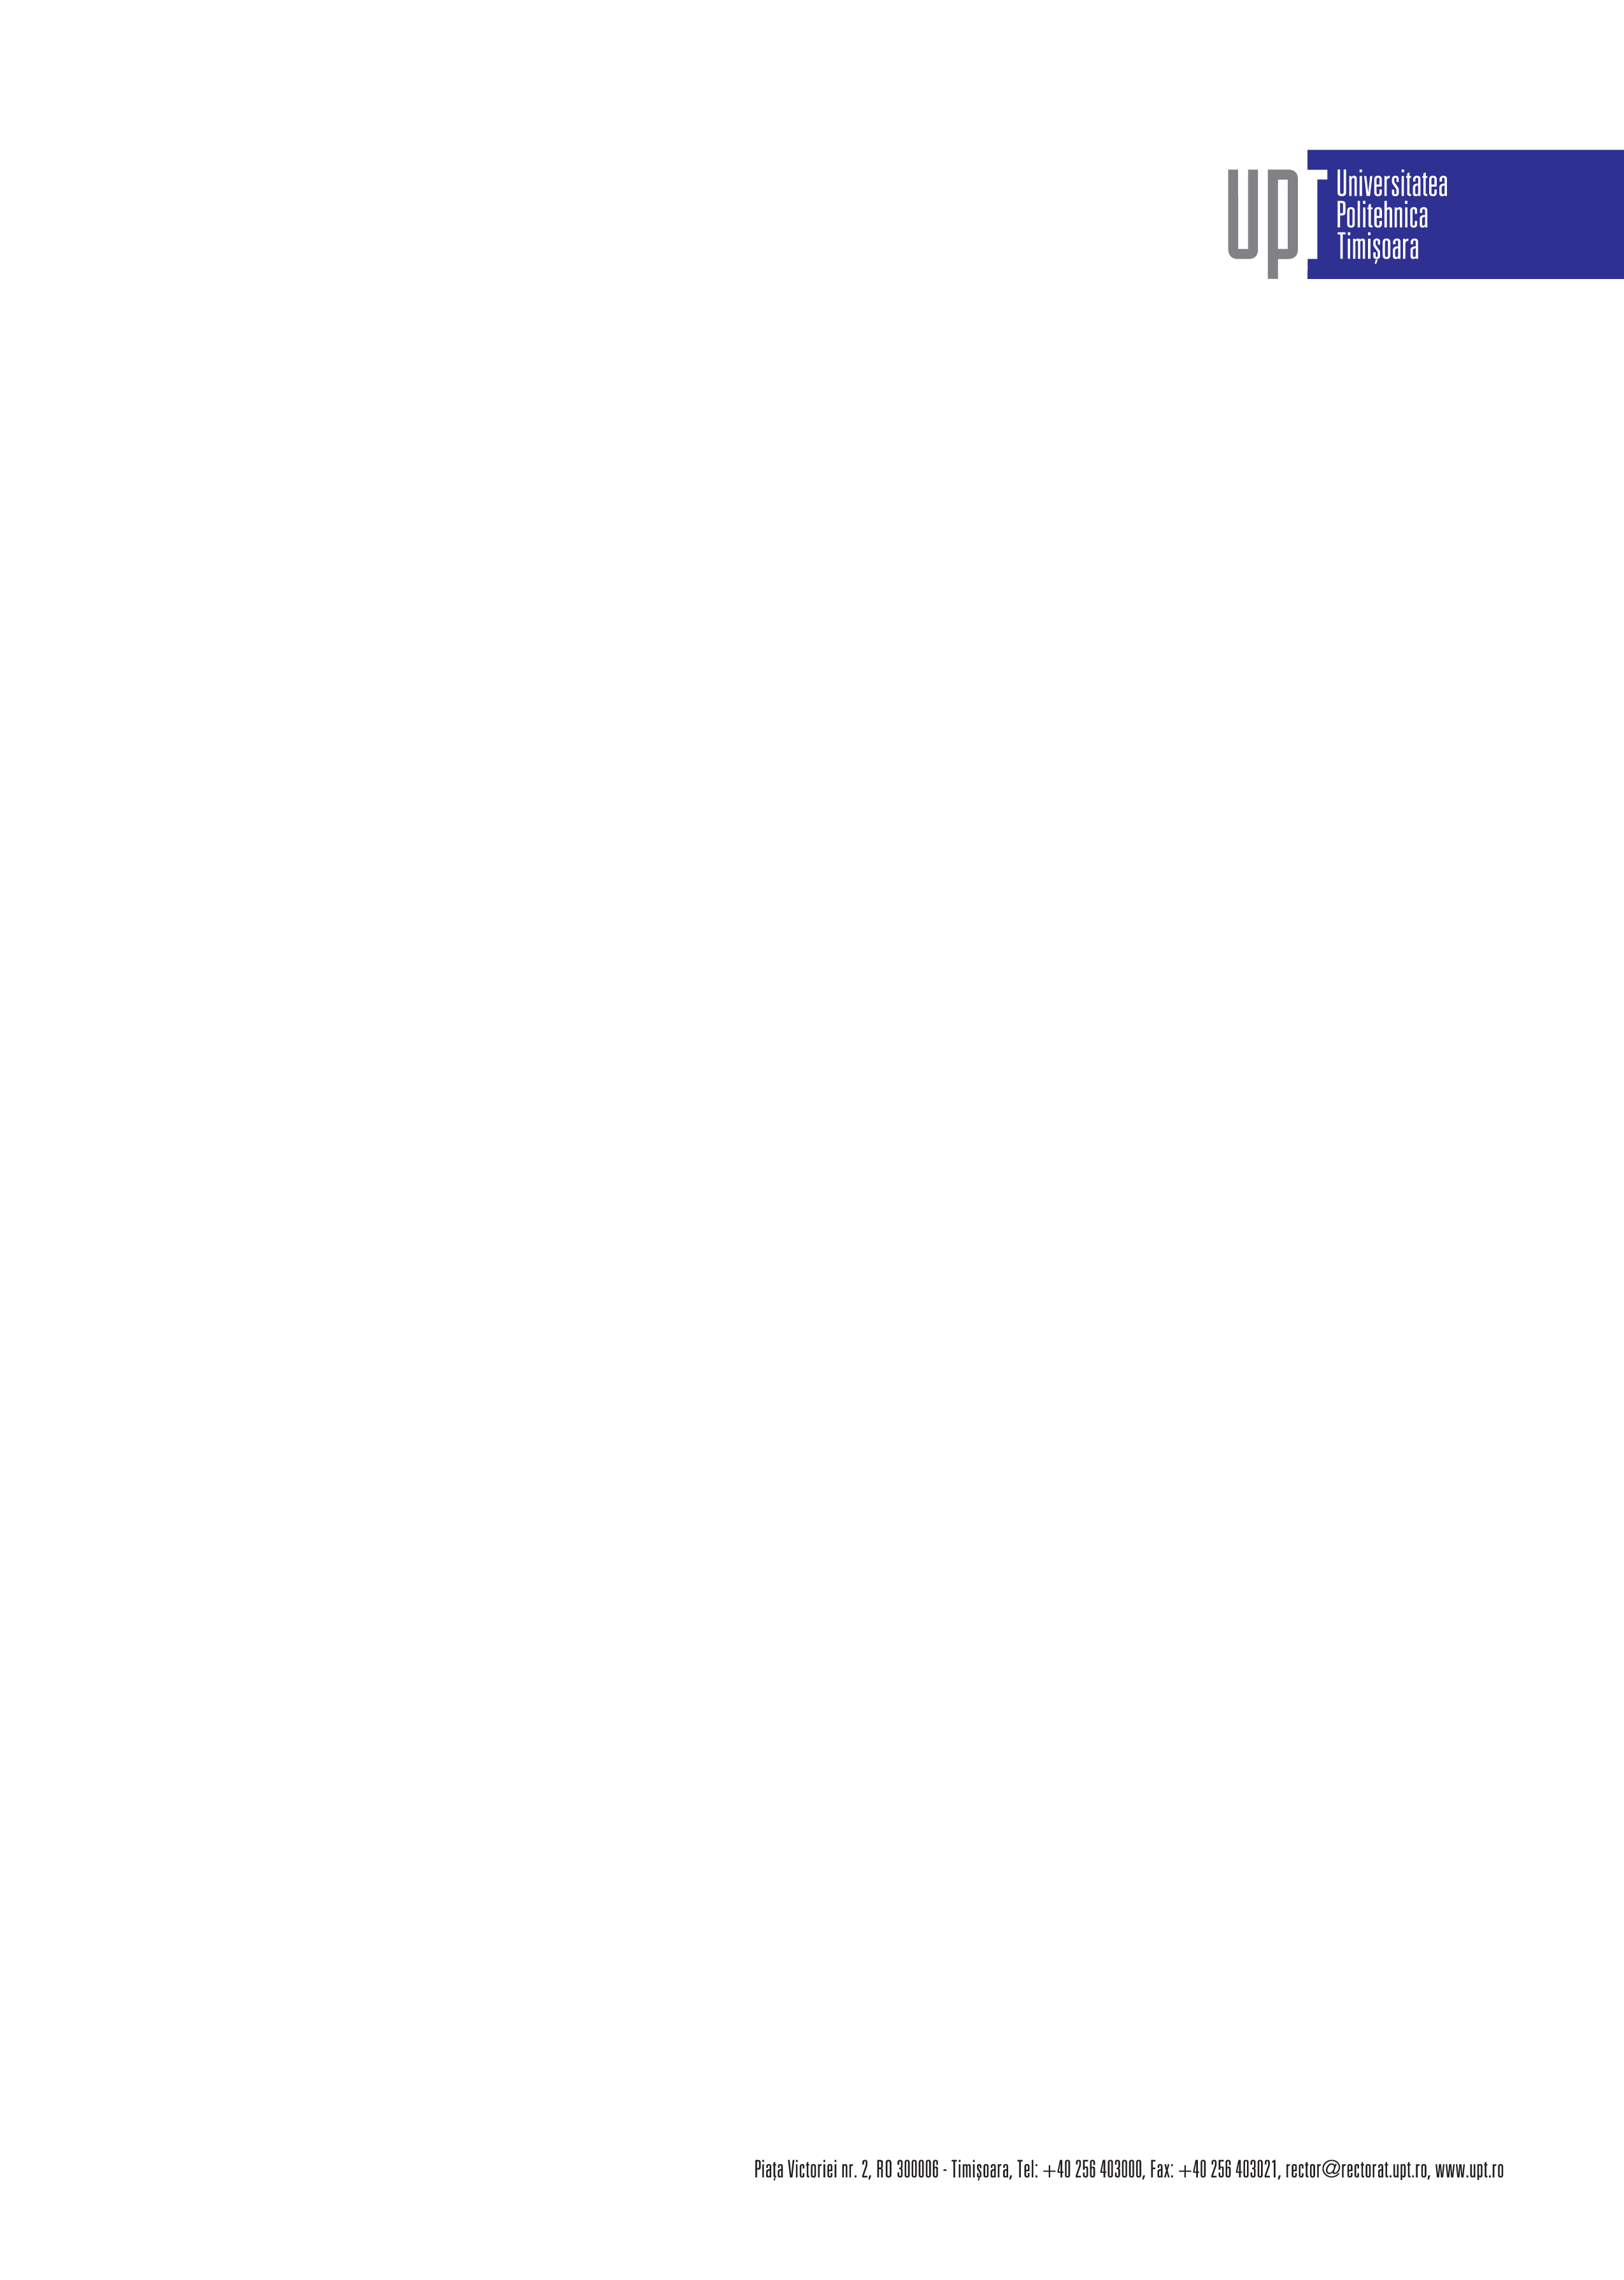 upt
Universitatea
Politehnica
Timișoara
Piața Victoriei nr. 2, RO 300006 - Timișoara, Tel: +40 256 403000, Fax: +40 256 403021, rector@rectorat.upt.ro, www.upt.ro